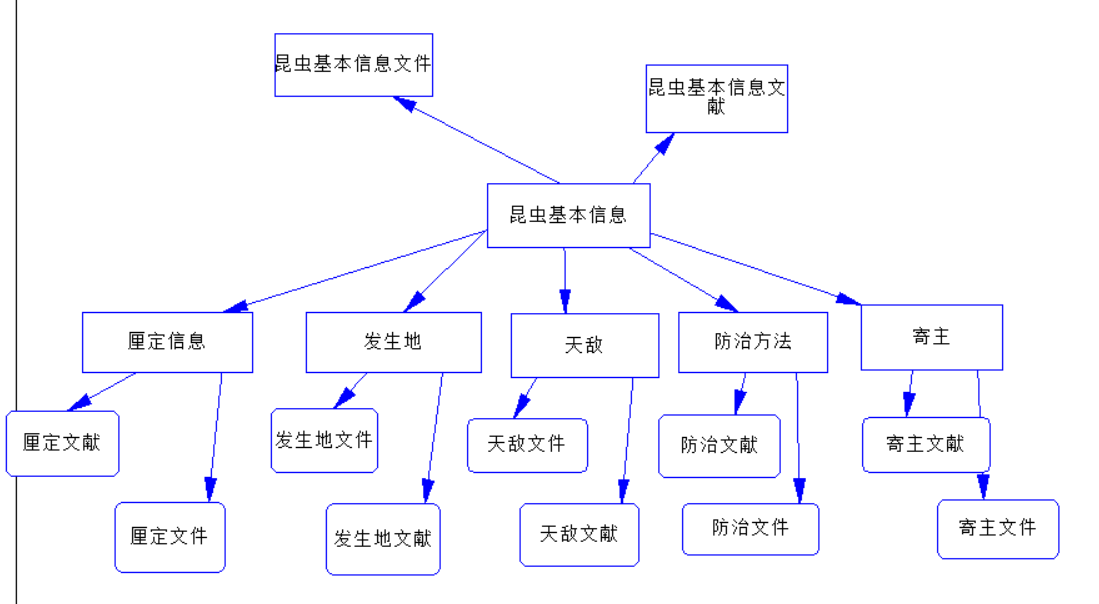 昆虫基本信息文件
昆虫基本信息文
献
昆虫基本信息
厘定信息
发生地
天敌
防治方法
寄主
厘定文献
发生地文件
天敌文件
防治文献
寄主文献
厘定文件
发生地文献
天敌文献
防治文件
寄主文件